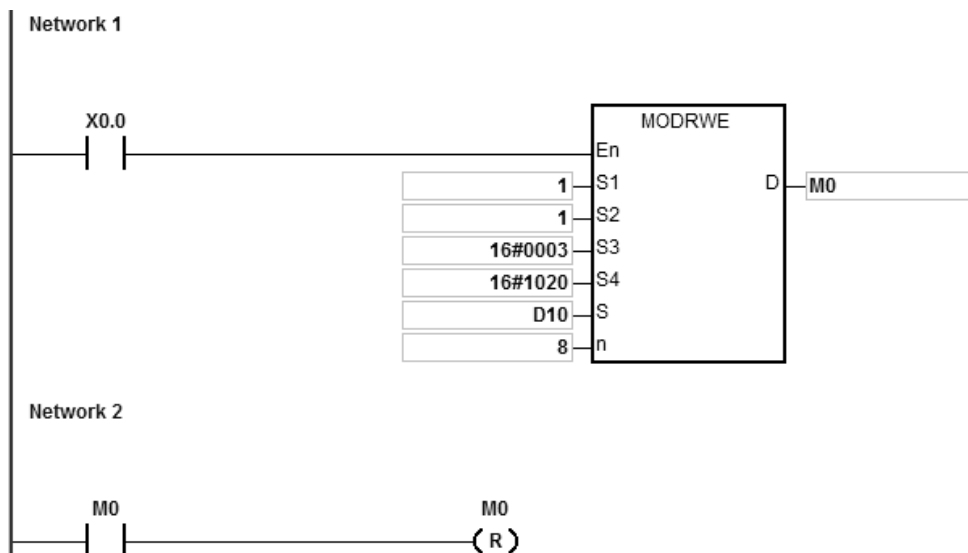 Network 1
X0.0
MODRWE
En
1 S1 D M0
1 S2
16#0003 S3
16#1020 S4
D10 S
8 n
Network 2
M0 M0
( R )